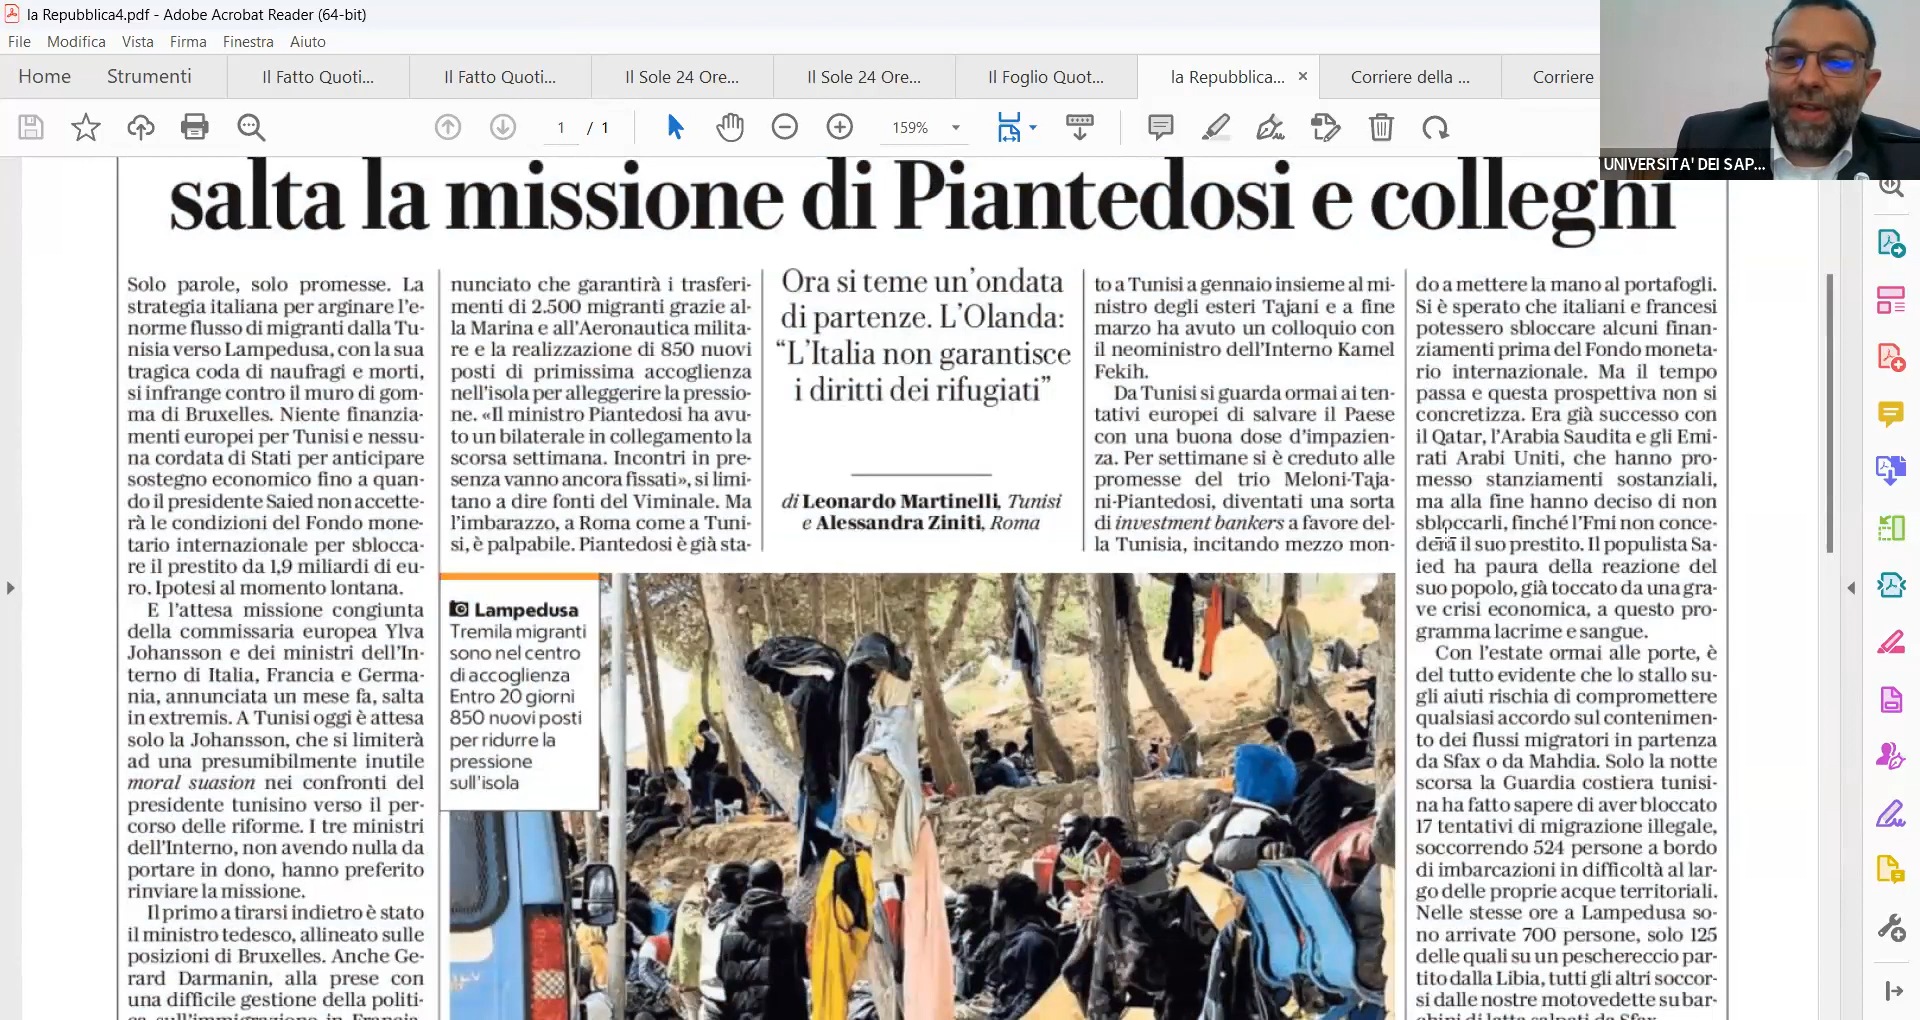 la Repubblica4.pdf - Adobe Acrobat Reader (64-bit)
File Modifica Vista Firma Finestra Aiuto
Home Strumenti Il Fatto Quoti... Il Fatto Quoti... Il Sole 24 Ore... Il Sole 24 Ore... Il Foglio Quot... la Repubblica... × Corriere della ... Corriere
1 / 1 159%
UNIVERSITA' DEI SAP...
salta la missione di Piantedosi e colleghi
Solo parole, solo promesse. La
strategia italiana per arginare l'e-
norme flusso di migranti dalla Tu-
nisia verso Lampedusa, con la sua
tragica coda di naufragi e morti,
si infrange contro il muro di gom-
ma di Bruxelles. Niente finanzia-
menti europei per Tunisi e nessu-
na cordata di Stati per anticipare
sostegno economico fino a quan-
do il presidente Saied non accette-
rà le condizioni del Fondo mone-
tario internazionale per sblocca-
re il prestito da 1,9 miliardi di eu-
ro. Ipotesi al momento lontana.
E l'attesa missione congiunta
della commissaria europea Ylva
Johansson e dei ministri dell'In-
terno di Italia, Francia e Germa-
nia, annunciata un mese fa, salta
in extremis. A Tunisi oggi è attesa
solo la Johansson, che si limiterà
ad una presumibilmente inutile
moral suasion nei confronti del
presidente tunisino verso il per-
corso delle riforme. I tre ministri
dell'Interno, non avendo nulla da
portare in dono, hanno preferito
rinviare la missione.
Il primo a tirarsi indietro è stato
il ministro tedesco, allineato sulle
posizioni di Bruxelles. Anche Ge-
rard Darmanin, alla prese con
una difficile gestione della politi-
ca sull'immigrazione in Francia,
nunciato che garantirà i trasferi-
menti di 2.500 migranti grazie al-
la Marina e all'Aeronautica milita-
re e la realizzazione di 850 nuovi
posti di primissima accoglienza
nell'isola per alleggerire la pressio-
ne. «Il ministro Piantedosi ha avu-
to un bilaterale in collegamento la
scorsa settimana. Incontri in pre-
senza vanno ancora fissati», si limi-
tano a dire fonti del Viminale. Ma
l'imbarazzo, a Roma come a Tuni-
si, è palpabile. Piantedosi è già sta-
Ora si teme un'ondata
di partenze. L'Olanda:
“L'Italia non garantisce
i diritti dei rifugiati”
di Leonardo Martinelli, Tunisi
e Alessandra Ziniti, Roma
to a Tunisi a gennaio insieme al mi-
nistro degli esteri Tajani e a fine
marzo ha avuto un colloquio con
il neoministro dell'Interno Kamel
Fekih.
Da Tunisi si guarda ormai ai ten-
tativi europei di salvare il Paese
con una buona dose d'impazien-
za. Per settimane si è creduto alle
promesse del trio Meloni-Taja-
ni-Piantedosi, diventati una sorta
di investment bankers a favore del-
la Tunisia, incitando mezzo mon-
do a mettere la mano al portafogli.
Si è sperato che italiani e francesi
potessero sbloccare alcuni finan-
ziamenti prima del Fondo moneta-
rio internazionale. Ma il tempo
passa e questa prospettiva non si
concretizza. Era già successo con
il Qatar, l'Arabia Saudita e gli Emi-
rati Arabi Uniti, che hanno pro-
messo stanziamenti sostanziali,
ma alla fine hanno deciso di non
sbloccarli, finché l'Fmi non conce-
derà il suo prestito. Il populista Sa-
ied ha paura della reazione del
suo popolo, già toccato da una gra-
ve crisi economica, a questo pro-
gramma lacrime e sangue.
Con l'estate ormai alle porte, è
del tutto evidente che lo stallo su-
gli aiuti rischia di compromettere
qualsiasi accordo sul contenimen-
to dei flussi migratori in partenza
da Sfax o da Mahdia. Solo la notte
scorsa la Guardia costiera tunisi-
na ha fatto sapere di aver bloccato
17 tentativi di migrazione illegale,
soccorrendo 524 persone a bordo
di imbarcazioni in difficoltà al lar-
go delle proprie acque territoriali.
Nelle stesse ore a Lampedusa so-
no arrivate 700 persone, solo 125
delle quali su un peschereccio par-
tito dalla Libia, tutti gli altri soccor-
si dalle nostre motovedette su bar-
chini di latta salpati da Sfax.
Lampedusa
Tremila migranti
sono nel centro
di accoglienza
Entro 20 giorni
850 nuovi posti
per ridurre la
pressione
sull'isola